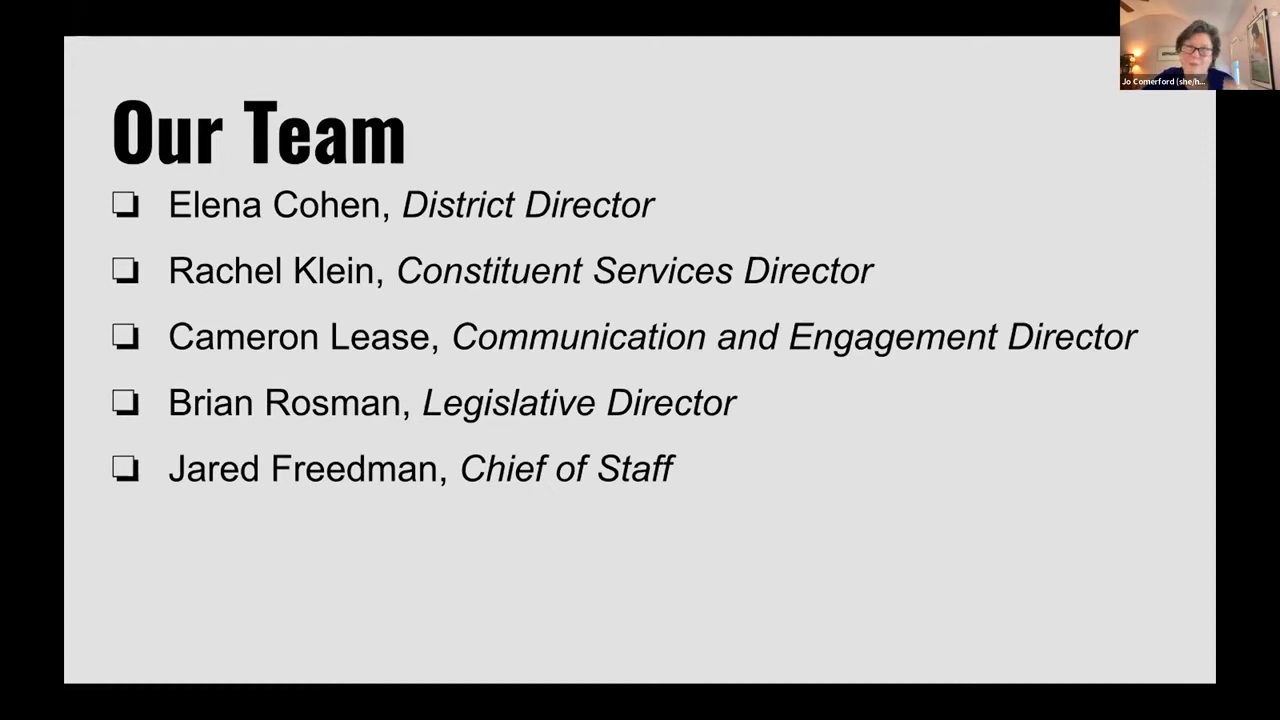 Our Team
❏ Elena Cohen, District Director
❏ Rachel Klein, Constituent Services Director
❏ Cameron Lease, Communication and Engagement Director
❏ Brian Rosman, Legislative Director
❏ Jared Freedman, Chief of Staff
Jo Comerford (she/h...